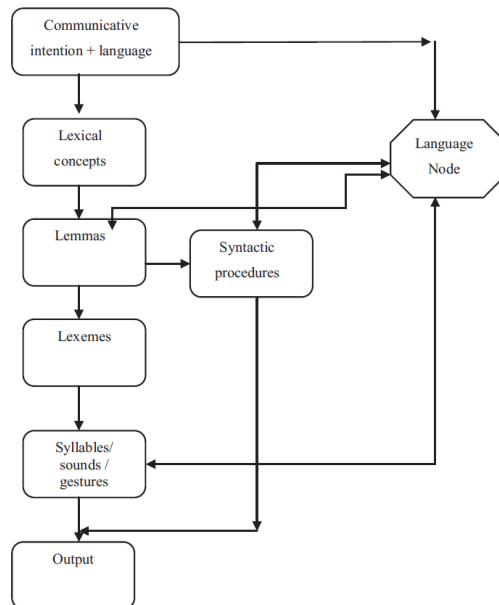 Communicative
intention + language
Lexical
concepts
Language
Node
Lemmas
Syntactic
procedures
Lexemes
Syllables/
sounds /
gestures
Output